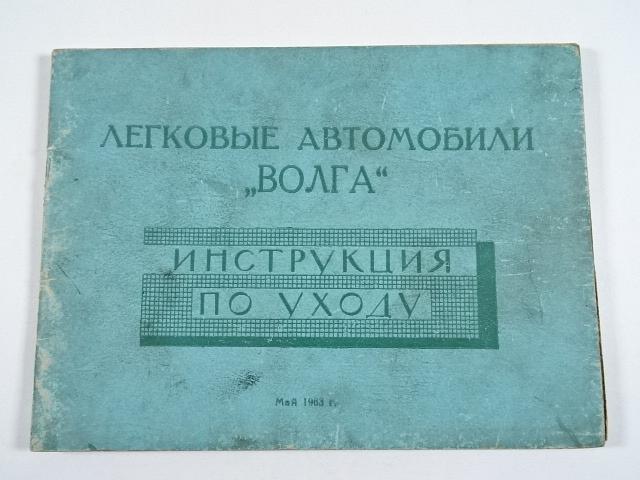 ЛЕГКОВЫЕ АВТОМОБИЛИ
„ВОЛГА“
ИНСТРУКЦИЯ
ПО УХОДУ
Май 1963 г.